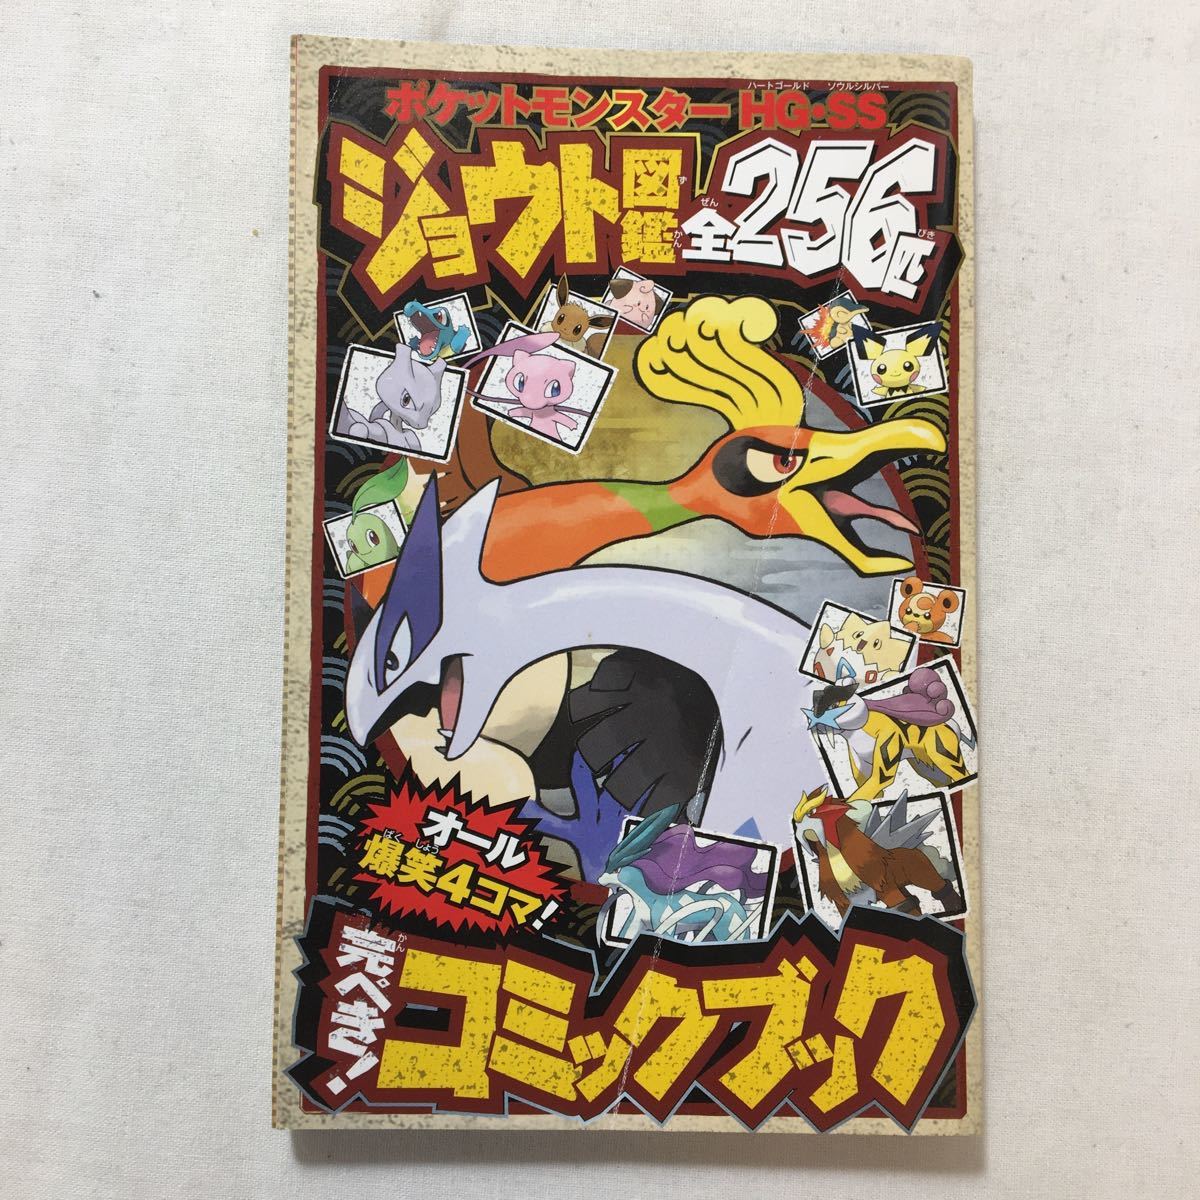 ポケットモンスターHG・SS
ハートゴールド ソウルシルバー
ジョウト図鑑全256匹
ずかん ぜん びき
オール
爆笑4コマ!
ばくしょう
完ぺき!
かん
コミックブック